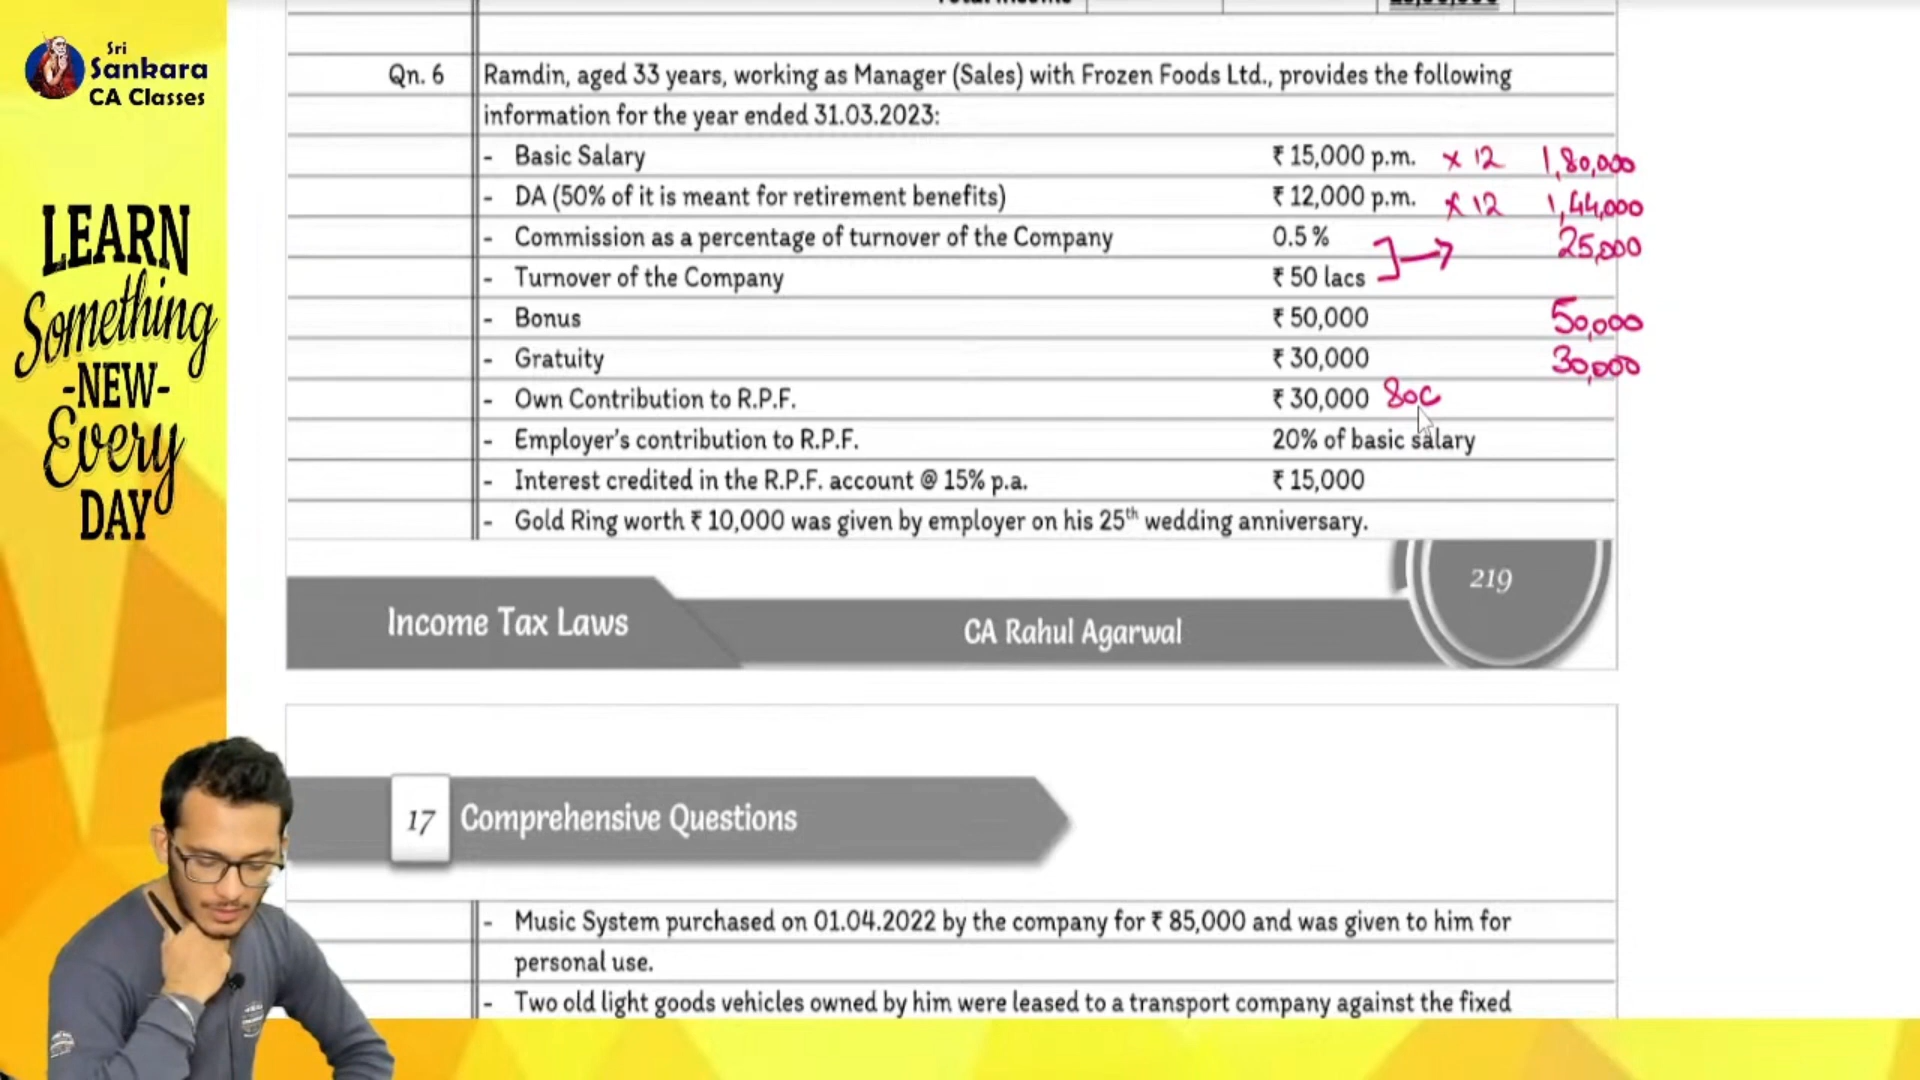 Sri
Sankara
CA Classes
LEARN
Something
-NEW-
Every
DAY
Total Income
Qn. 6 Ramdin, aged 33 years, working as Manager (Sales) with Frozen Foods Ltd., provides the following
information for the year ended 31.03.2023:
- Basic Salary ₹ 15,000 p.m. x 12 1,80,000
- DA (50% of it is meant for retirement benefits) ₹ 12,000 p.m. x 12 1,44,000
- Commission as a percentage of turnover of the Company 0.5 % 25,000
- Turnover of the Company ₹ 50 lacs
- Bonus ₹ 50,000 50,000
- Gratuity ₹ 30,000 30,000
- Own Contribution to R.P.F. ₹ 30,000 80C
- Employer's contribution to R.P.F. 20% of basic salary
- Interest credited in the R.P.F. account @ 15% p.a. ₹ 15,000
- Gold Ring worth ₹ 10,000 was given by employer on his 25th wedding anniversary.
219
Income Tax Laws CA Rahul Agarwal
17 Comprehensive Questions
- Music System purchased on 01.04.2022 by the company for ₹ 85,000 and was given to him for
personal use.
- Two old light goods vehicles owned by him were leased to a transport company against the fixed